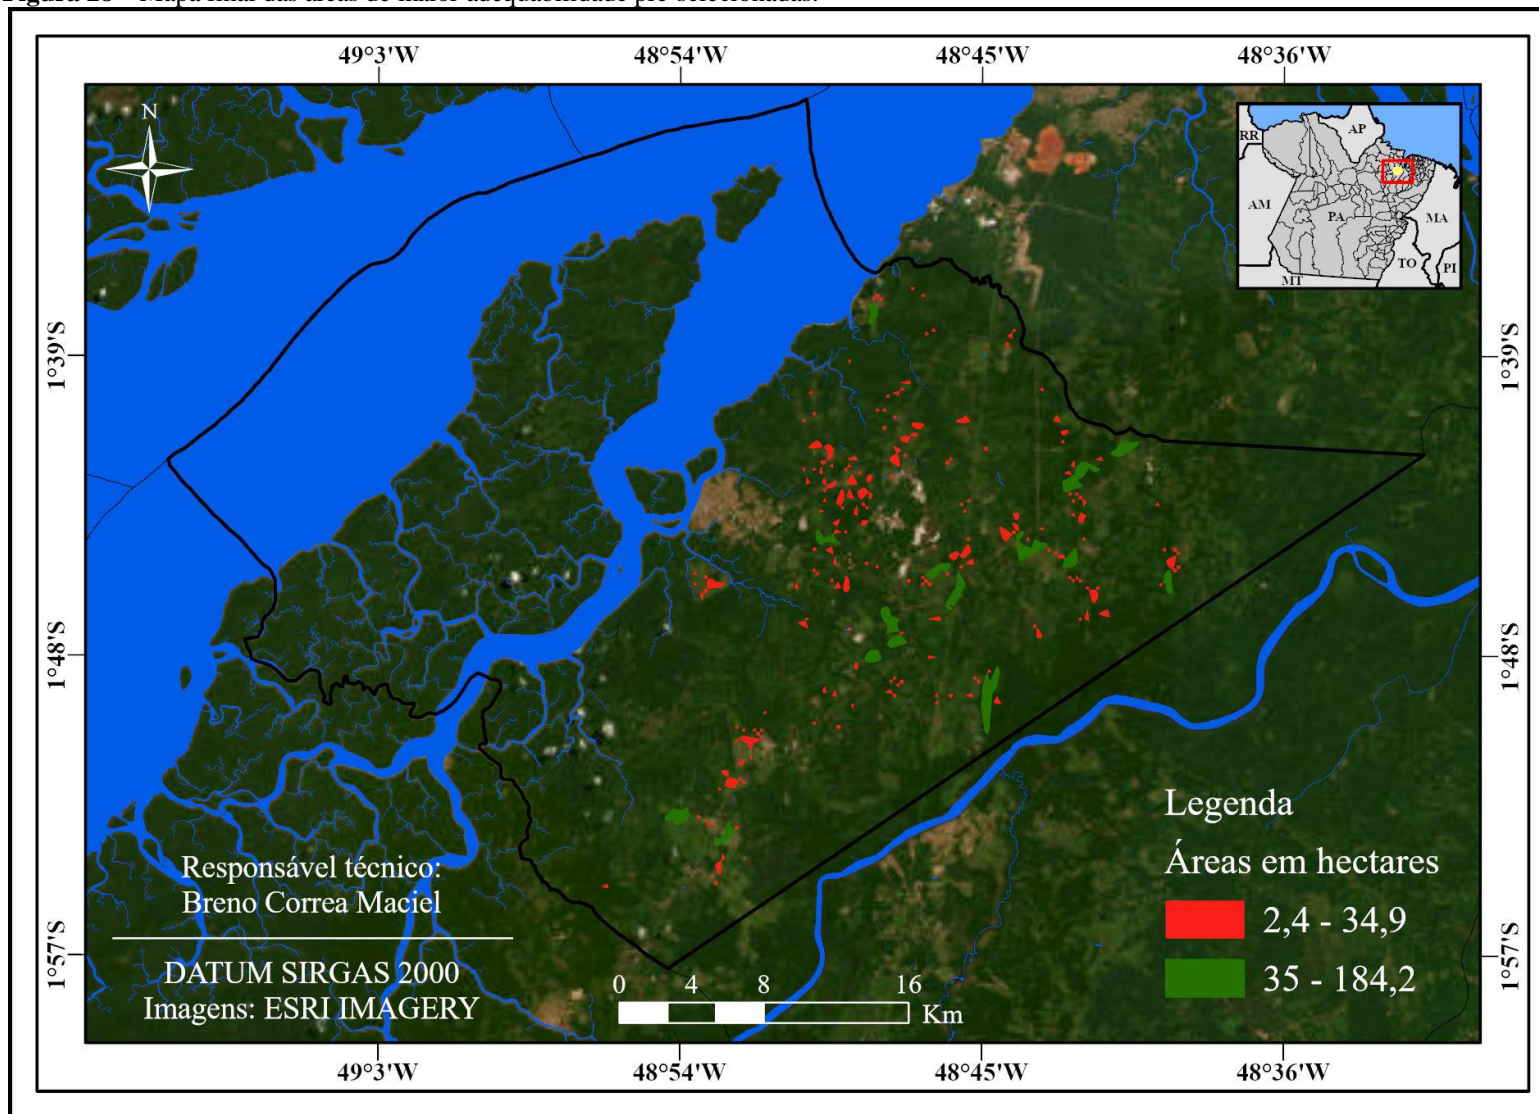 Figura 28 – Mapa final das áreas de maior adequabilidade pré-selecionadas.
49°3'W 48°54'W 48°45'W 48°36'W
N
RR AP
AM PA MA
TO PI
MT
1°39'S 1°39'S
1°48'S 1°48'S
1°57'S 1°57'S
Legenda
Áreas em hectares
2,4 - 34,9
35 - 184,2
Responsável técnico:
Breno Correa Maciel
DATUM SIRGAS 2000
Imagens: ESRI IMAGERY
0 4 8 16
Km
49°3'W 48°54'W 48°45'W 48°36'W